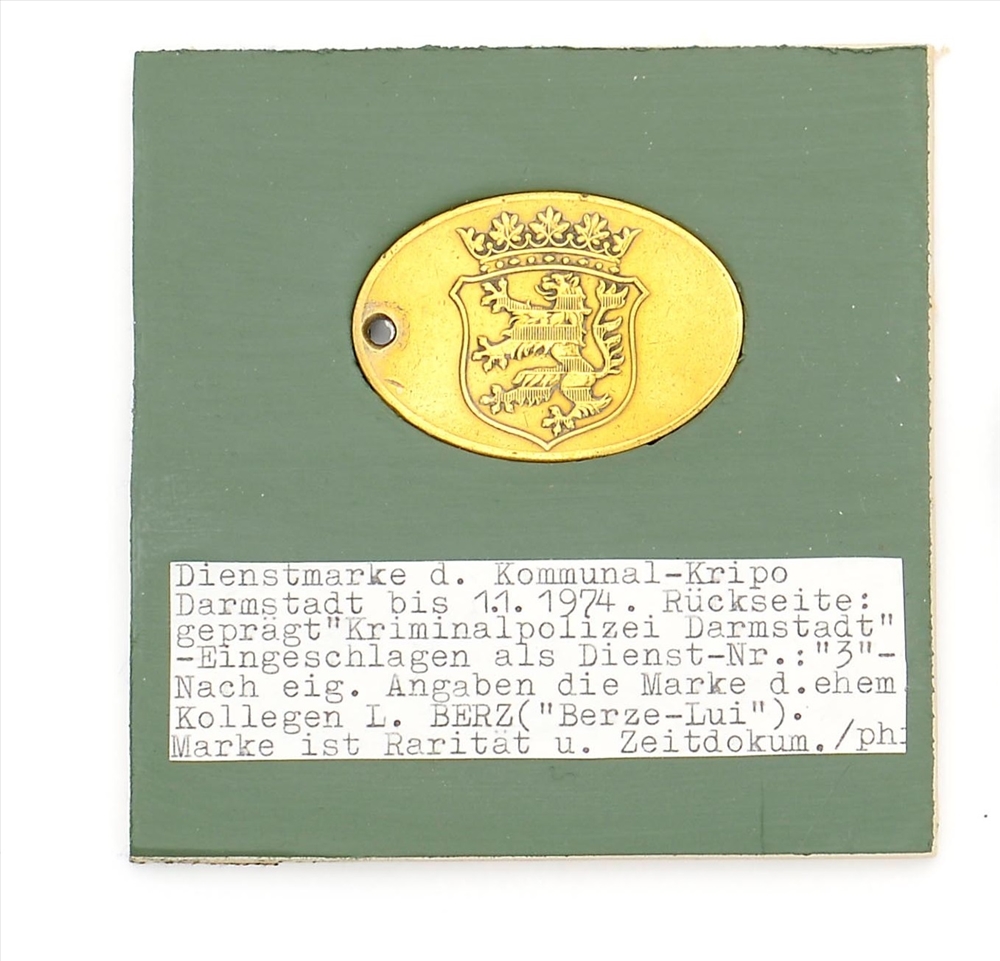 Dienstmarke d. Kommunal-Kripo
Darmstadt bis 1.1.1974. Rückseite:
geprägt"Kriminalpolizei Darmstadt"
-Eingeschlagen als Dienst-Nr.:"3"-
Nach eig. Angaben die Marke d.ehem
Kollegen L. BERZ("Berze-Lui").
Marke ist Rarität u. Zeitdokum./ph